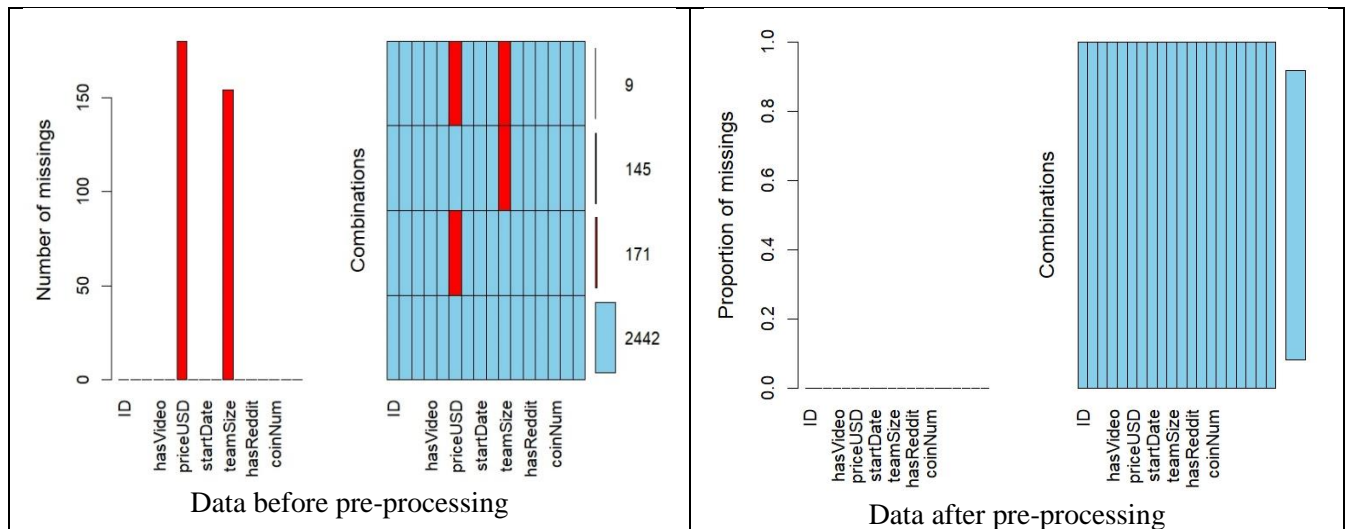 Number of missings
0
50
100
150
ID
hasVideo
priceUSD
startDate
teamSize
hasReddit
coinNum
Combinations
9
145
171
2442
ID
hasVideo
priceUSD
startDate
teamSize
hasReddit
coinNum
Data before pre-processing
Proportion of missings
0.0
0.2
0.4
0.6
0.8
1.0
ID
hasVideo
priceUSD
startDate
teamSize
hasReddit
coinNum
Combinations
ID
hasVideo
priceUSD
startDate
teamSize
hasReddit
coinNum
Data after pre-processing